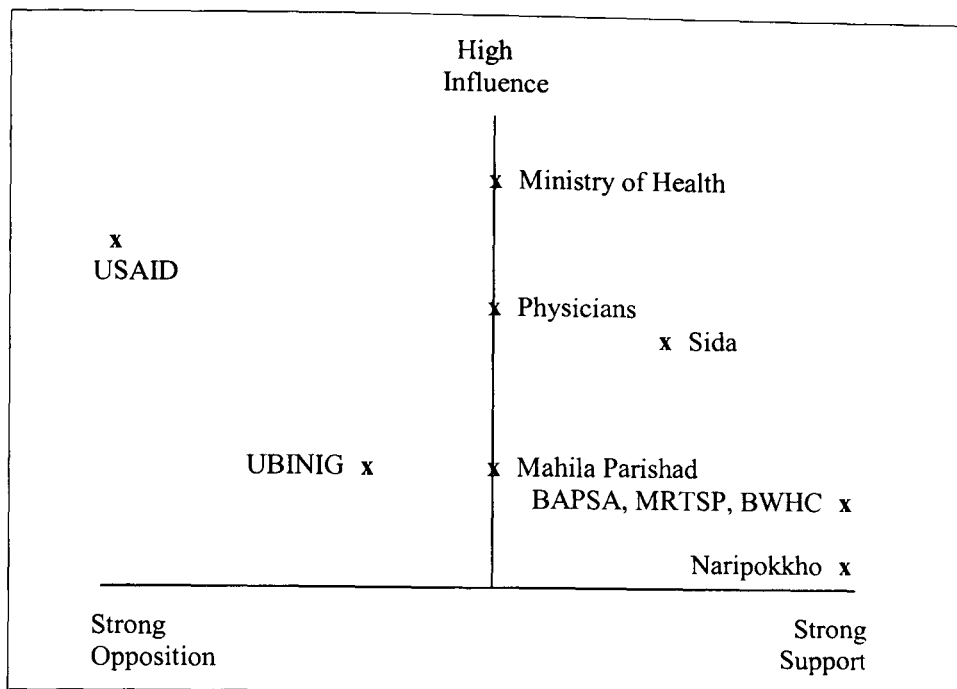 High
Influence
x Ministry of Health
x
USAID
x Physicians
x Sida
UBINIG x
x Mahila Parishad
BAPSA, MRTSP, BWHC x
Naripokkho x
Strong
Opposition
Strong
Support